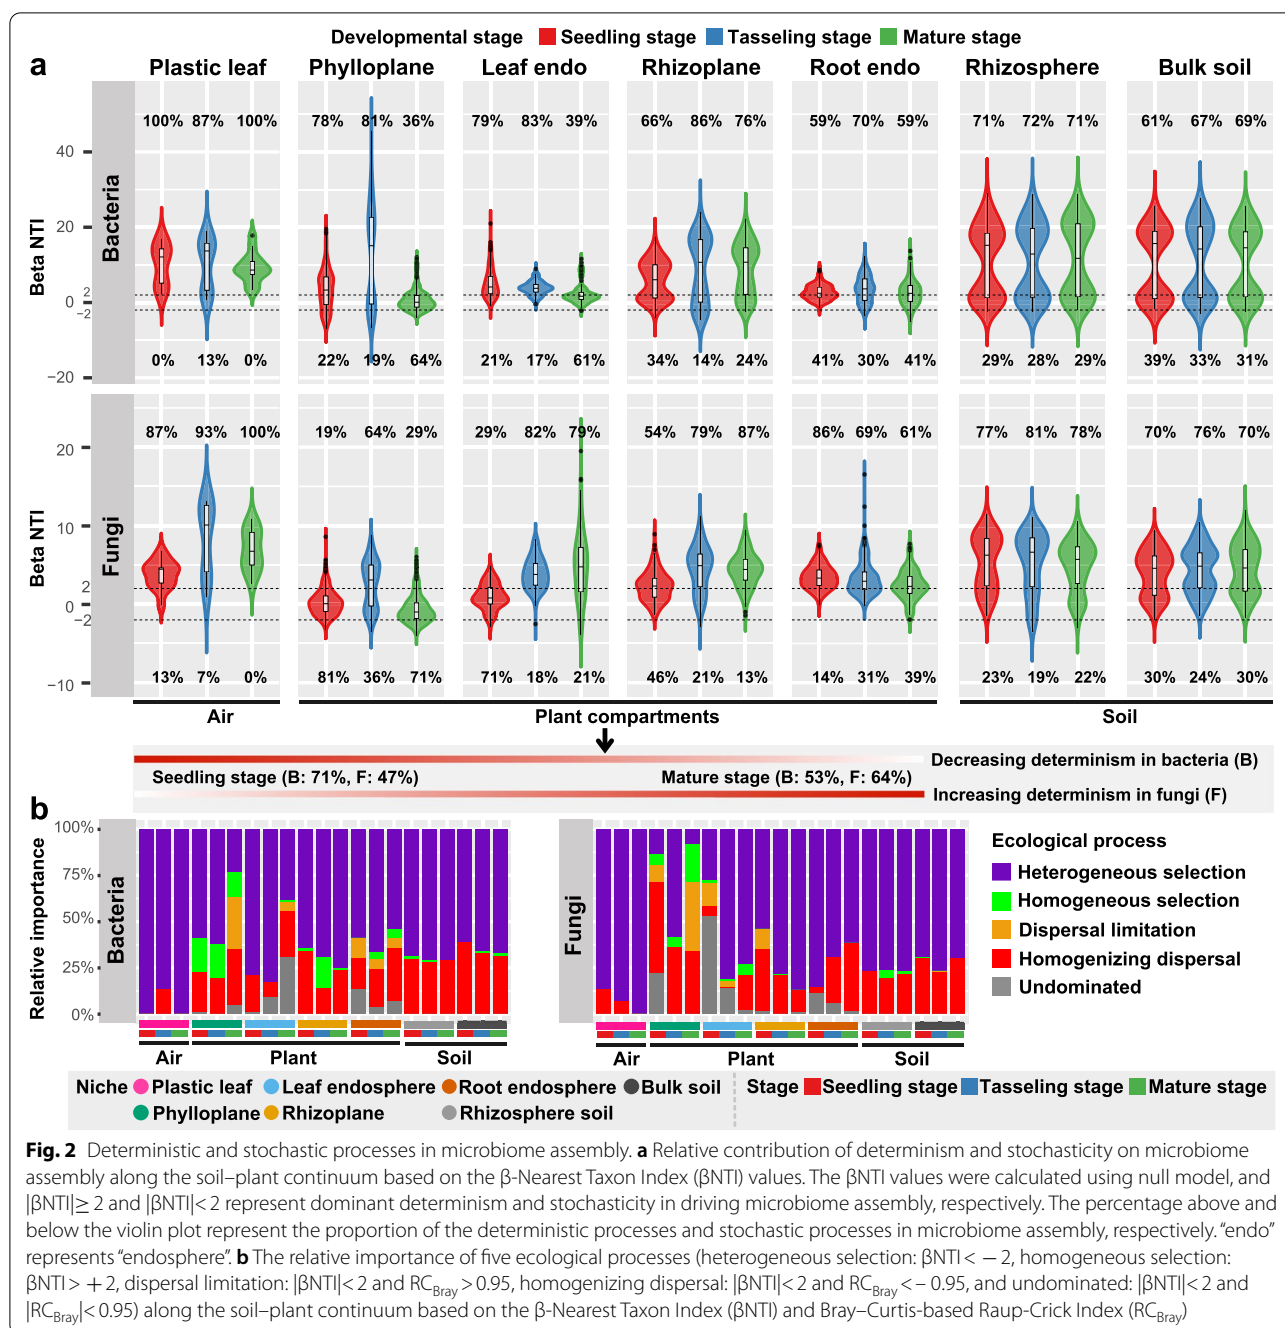 Developmental stage Seedling stage Tasseling stage Mature stage
a
Plastic leaf Phylloplane Leaf endo Rhizoplane Root endo Rhizosphere Bulk soil
Bacteria
Beta NTI
40
20
2
0
−2
−20
100% 87% 100% 78% 81% 36% 79% 83% 39% 66% 86% 76% 59% 70% 59% 71% 72% 71% 61% 67% 69%
0% 13% 0% 22% 19% 64% 21% 17% 61% 34% 14% 24% 41% 30% 41% 29% 28% 29% 39% 33% 31%
Fungi
Beta NTI
20
10
2
0
−2
−10
87% 93% 100% 19% 64% 29% 29% 82% 79% 54% 79% 87% 86% 69% 61% 77% 81% 78% 70% 76% 70%
13% 7% 0% 81% 36% 71% 71% 18% 21% 46% 21% 13% 14% 31% 39% 23% 19% 22% 30% 24% 30%
Air Plant compartments Soil
Decreasing determinism in bacteria (B)
Seedling stage (B: 71%, F: 47%) Mature stage (B: 53%, F: 64%)
Increasing determinism in fungi (F)
b
Relative importance
100%
75%
50%
25%
0%
Bacteria
Fungi
Air Plant Soil
Air Plant Soil
Ecological process
Heterogeneous selection
Homogeneous selection
Dispersal limitation
Homogenizing dispersal
Undominated
Niche Plastic leaf Leaf endosphere Root endosphere Bulk soil
Phylloplane Rhizoplane Rhizosphere soil
Stage Seedling stage Tasseling stage Mature stage
Fig. 2 Deterministic and stochastic processes in microbiome assembly. a Relative contribution of determinism and stochasticity on microbiome
assembly along the soil–plant continuum based on the β-Nearest Taxon Index (βNTI) values. The βNTI values were calculated using null model, and
|βNTI|≥ 2 and |βNTI|< 2 represent dominant determinism and stochasticity in driving microbiome assembly, respectively. The percentage above and
below the violin plot represent the proportion of the deterministic processes and stochastic processes in microbiome assembly, respectively. “endo”
represents “endosphere”. b The relative importance of five ecological processes (heterogeneous selection: βNTI < − 2, homogeneous selection:
βNTI > + 2, dispersal limitation: |βNTI|< 2 and RCBray > 0.95, homogenizing dispersal: |βNTI|< 2 and RCBray < – 0.95, and undominated: |βNTI|< 2 and
|RCBray|< 0.95) along the soil–plant continuum based on the β-Nearest Taxon Index (βNTI) and Bray–Curtis-based Raup-Crick Index (RCBray)